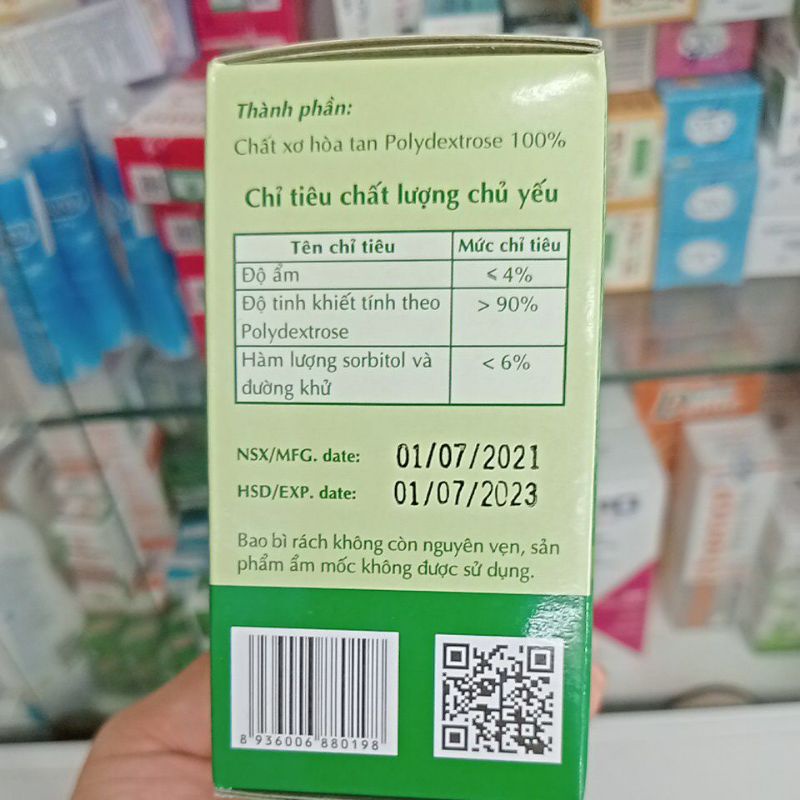 Thành phần:
Chất xơ hòa tan Polydextrose 100%
Chỉ tiêu chất lượng chủ yếu
Tên chỉ tiêu Mức chỉ tiêu
Độ ẩm ⩽ 4%
Độ tinh khiết tính theo > 90%
Polydextrose
Hàm lượng sorbitol và < 6%
đường khử
NSX/MFG. date: 01/07/2021
HSD/EXP. date: 01/07/2023
Bao bì rách không còn nguyên vẹn, sản
phẩm ẩm mốc không được sử dụng.
8 936006 880198